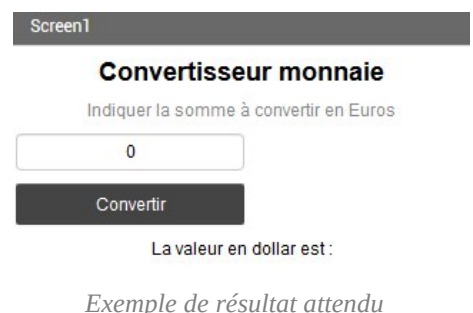 Screen1
Convertisseur monnaie
Indiquer la somme à convertir en Euros
0
Convertir
La valeur en dollar est :
Exemple de résultat attendu